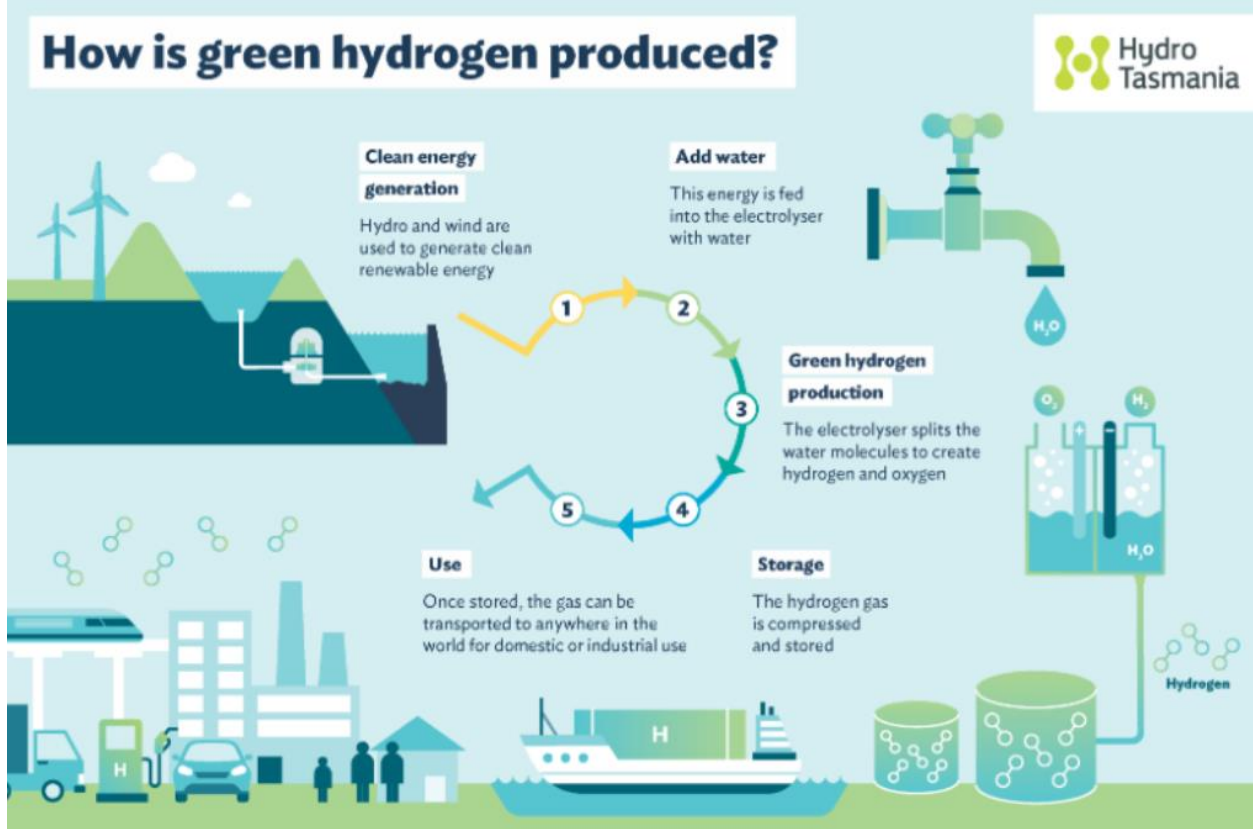 How is green hydrogen produced?
Hydro
Tasmania
Clean energy
generation
Hydro and wind are
used to generate clean
renewable energy
Add water
This energy is fed
into the electrolyser
with water
H₂O
1
2
3
4
5
Green hydrogen
production
The electrolyser splits the
water molecules to create
hydrogen and oxygen
O₂
H₂
+
−
H₂O
Use
Once stored, the gas can be
transported to anywhere in the
world for domestic or industrial use
Storage
The hydrogen gas
is compressed
and stored
Hydrogen
H
H